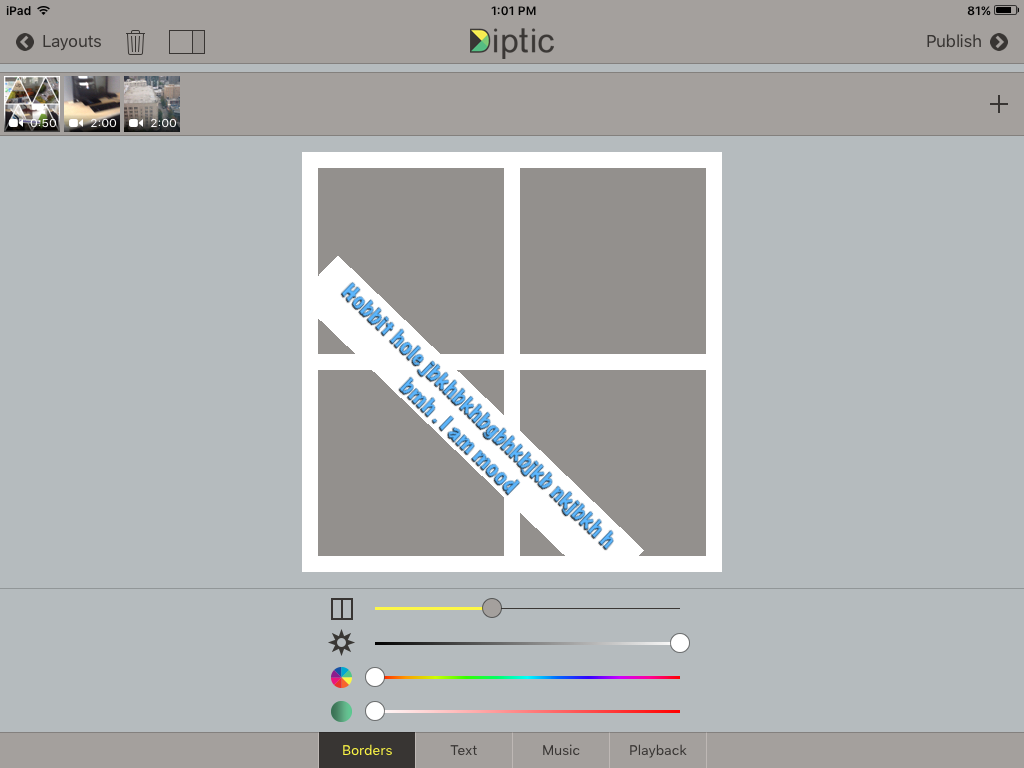 iPad
1:01 PM
81%
Layouts
Diptic
Publish
0:50
2:00
2:00
Hobbit hole jbkhbkhbgbhkbjkb nkjbkh h
bmh . I am mood
Borders
Text
Music
Playback